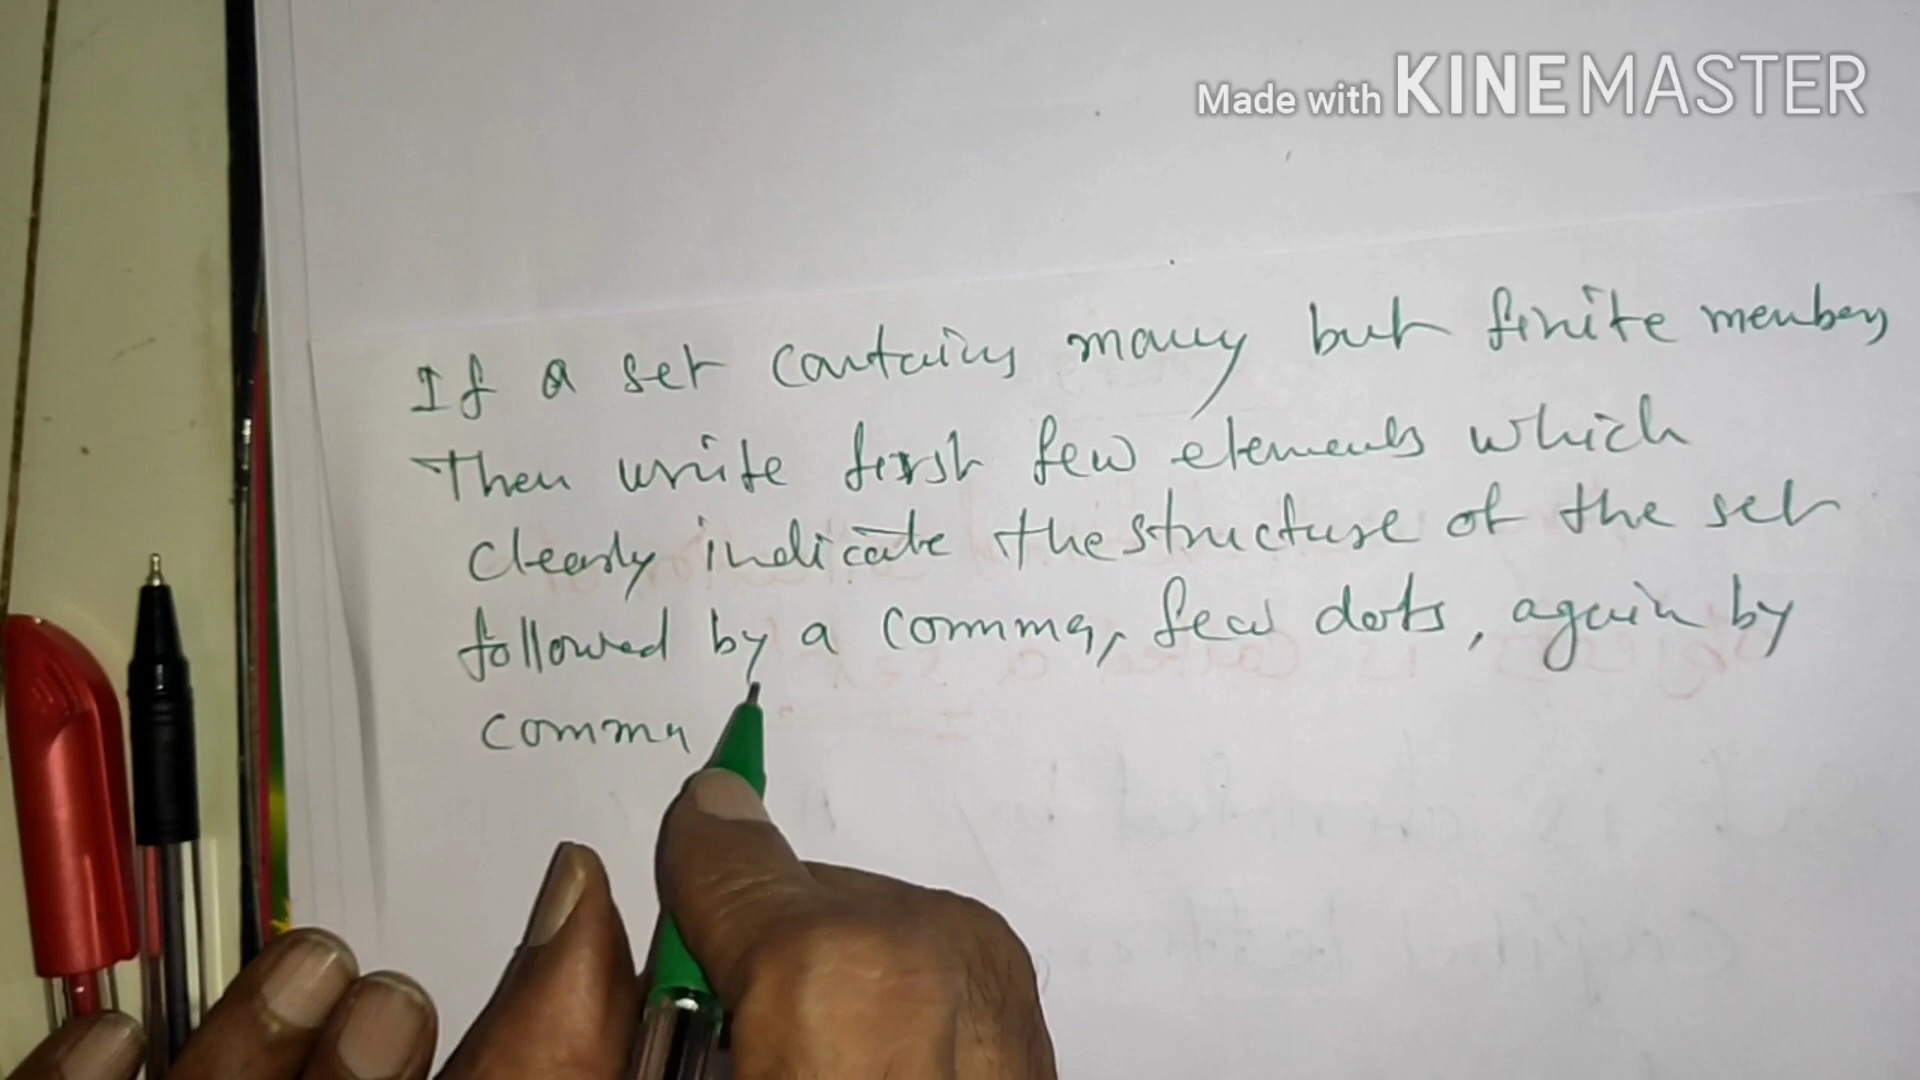 Made with KINEMASTER
If a set contains many but finite members
Then write first few elements which
clearly indicate the structure of the set
followed by a comma, few dots, again by
comma